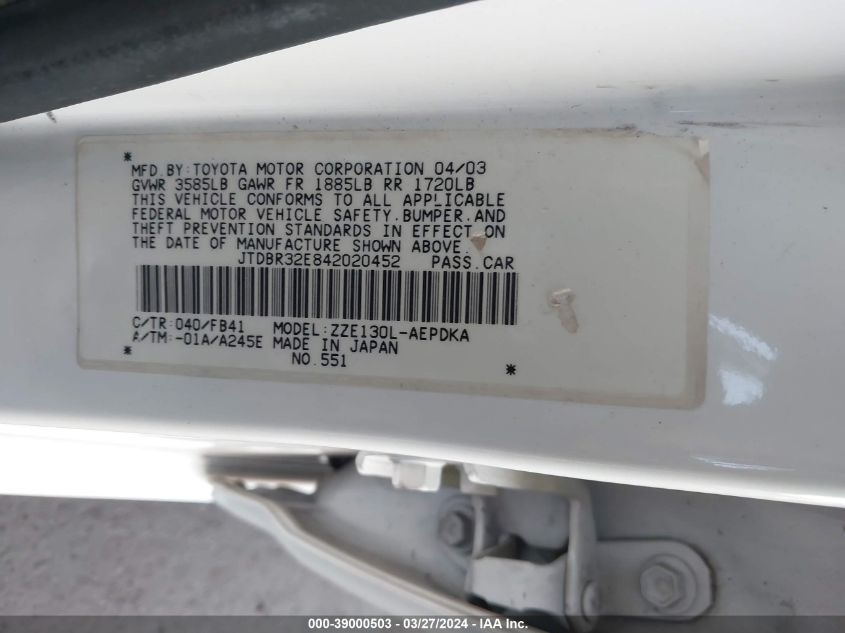 *
MFD.BY:TOYOTA MOTOR CORPORATION 04/03
GVWR 3585LB GAWR FR 1885LB RR 1720LB
THIS VEHICLE CONFORMS TO ALL APPLICABLE
FEDERAL MOTOR VEHICLE SAFETY,BUMPER,AND
THEFT PREVENTION STANDARDS IN EFFECT ON
THE DATE OF MANUFACTURE SHOWN ABOVE.
JTDBR32E842020452 PASS.CAR
C/TR:040/FB41 MODEL:ZZE130L-AEPDKA
A/TM:-01A/A245E MADE IN JAPAN
* NO.551 *
000-39000503 - 03/27/2024 - IAA Inc.